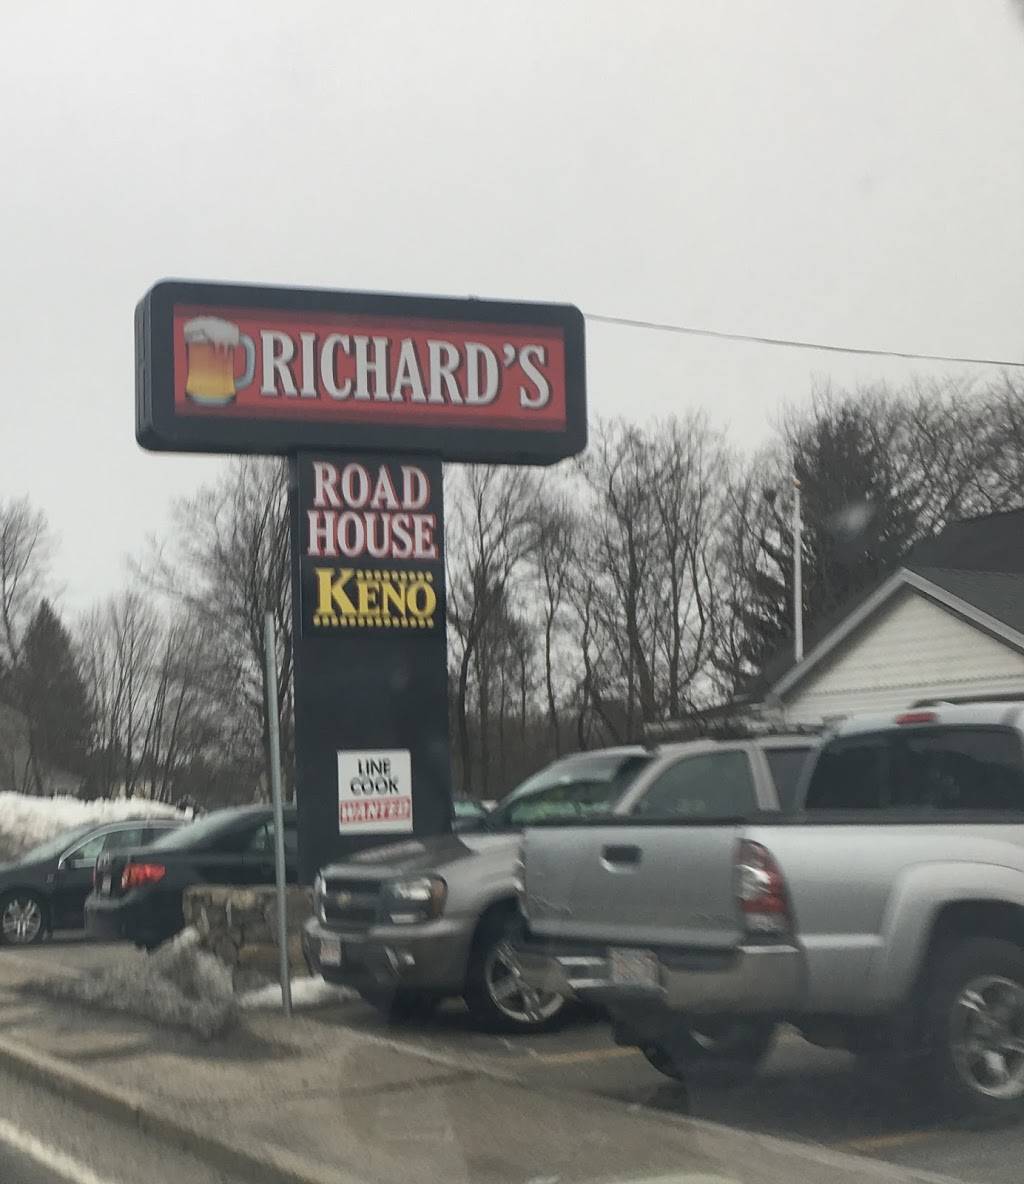 RICHARD'S
ROAD
HOUSE
KENO
LINE
COOK
WANTED